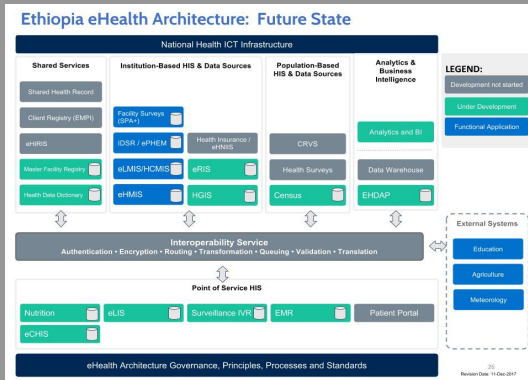 Ethiopia eHealth Architecture: Future State
National Health ICT Infrastructure
Shared Services
Shared Health Record
Client Registry (EMPI)
eHIRIS
Master Facility Registry
Health Data Dictionary
Institution-Based HIS & Data Sources
Facility Surveys
(SPA+)
IDSR / ePHEM
Health Insurance /
eHNIIS
eLMIS/HCMIS
eRIS
eHMIS
HGIS
Population-Based
HIS & Data Sources
CRVS
Health Surveys
Census
Analytics &
Business
Intelligence
Analytics and BI
Data Warehouse
EHDAP
LEGEND:
Development not started
Under Development
Functional Application
Interoperability Service
Authentication • Encryption • Routing • Transformation • Queuing • Validation • Translation
External Systems
Education
Agriculture
Meteorology
Point of Service HIS
Nutrition
eLIS
Surveillance IVR
EMR
Patient Portal
eCHIS
eHealth Architecture Governance, Principles, Processes and Standards
26
Revision Date: 11-Dec-2017